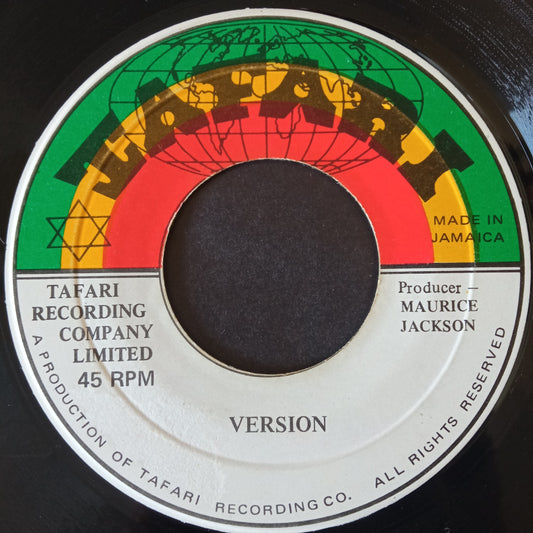 TAFARI
MADE IN
JAMAICA
TAFARI
RECORDING
COMPANY
LIMITED
45 RPM
Producer –
MAURICE
JACKSON
VERSION
A PRODUCTION OF TAFARI RECORDING CO. ALL RIGHTS RESERVED